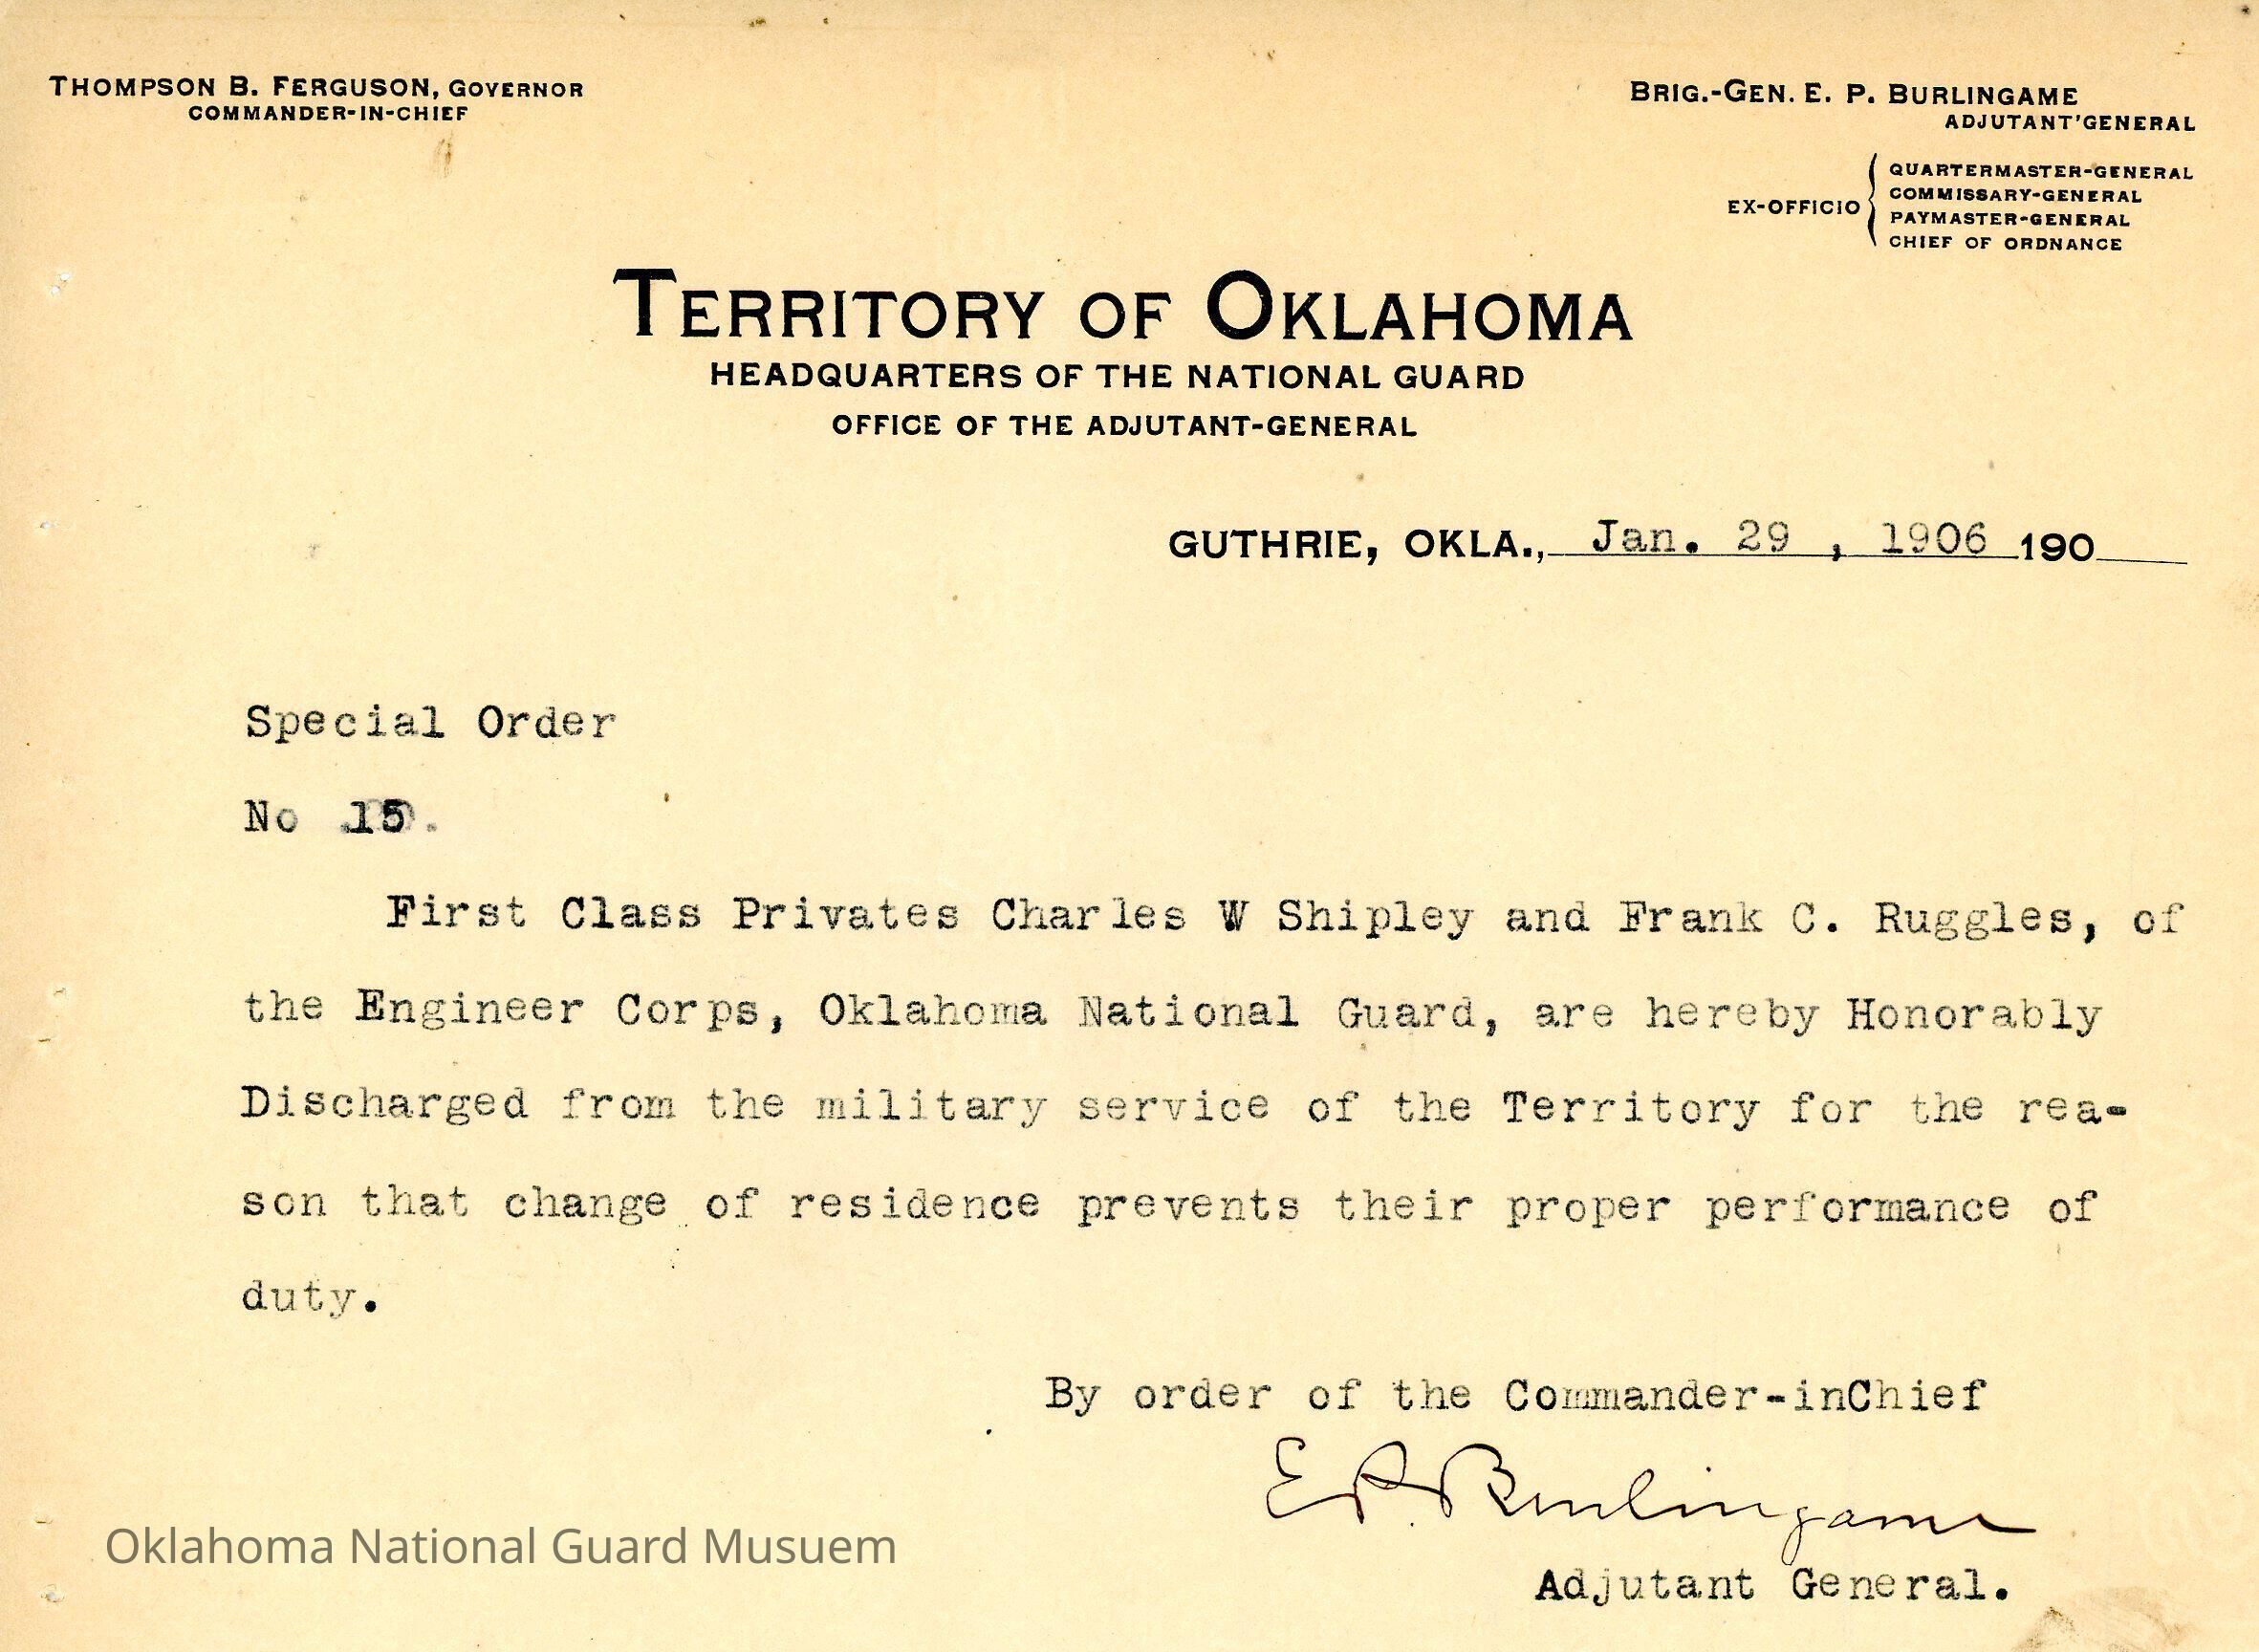 THOMPSON B. FERGUSON, GOVERNOR
COMMANDER-IN-CHIEF
BRIG.-GEN. E. P. BURLINGAME
ADJUTANT'GENERAL
EX-OFFICIO
QUARTERMASTER-GENERAL
COMMISSARY-GENERAL
PAYMASTER-GENERAL
CHIEF OF ORDNANCE
TERRITORY OF OKLAHOMA
HEADQUARTERS OF THE NATIONAL GUARD
OFFICE OF THE ADJUTANT-GENERAL
GUTHRIE, OKLA., Jan. 29 , 1906 190
Special Order
No 15.
First Class Privates Charles W Shipley and Frank C. Ruggles, of
the Engineer Corps, Oklahoma National Guard, are hereby Honorably
Discharged from the military service of the Territory for the rea-
son that change of residence prevents their proper performance of
duty.
By order of the Commander-inChief
E P Burlingame
Adjutant General.
Oklahoma National Guard Musuem